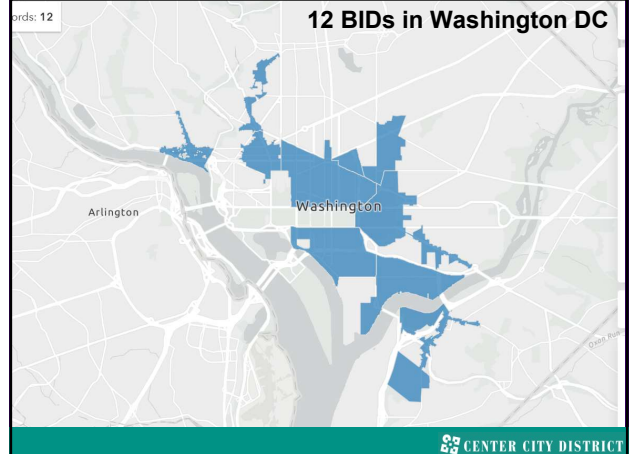 ords: 12
12 BIDs in Washington DC
Arlington
Washington
CENTER CITY DISTRICT